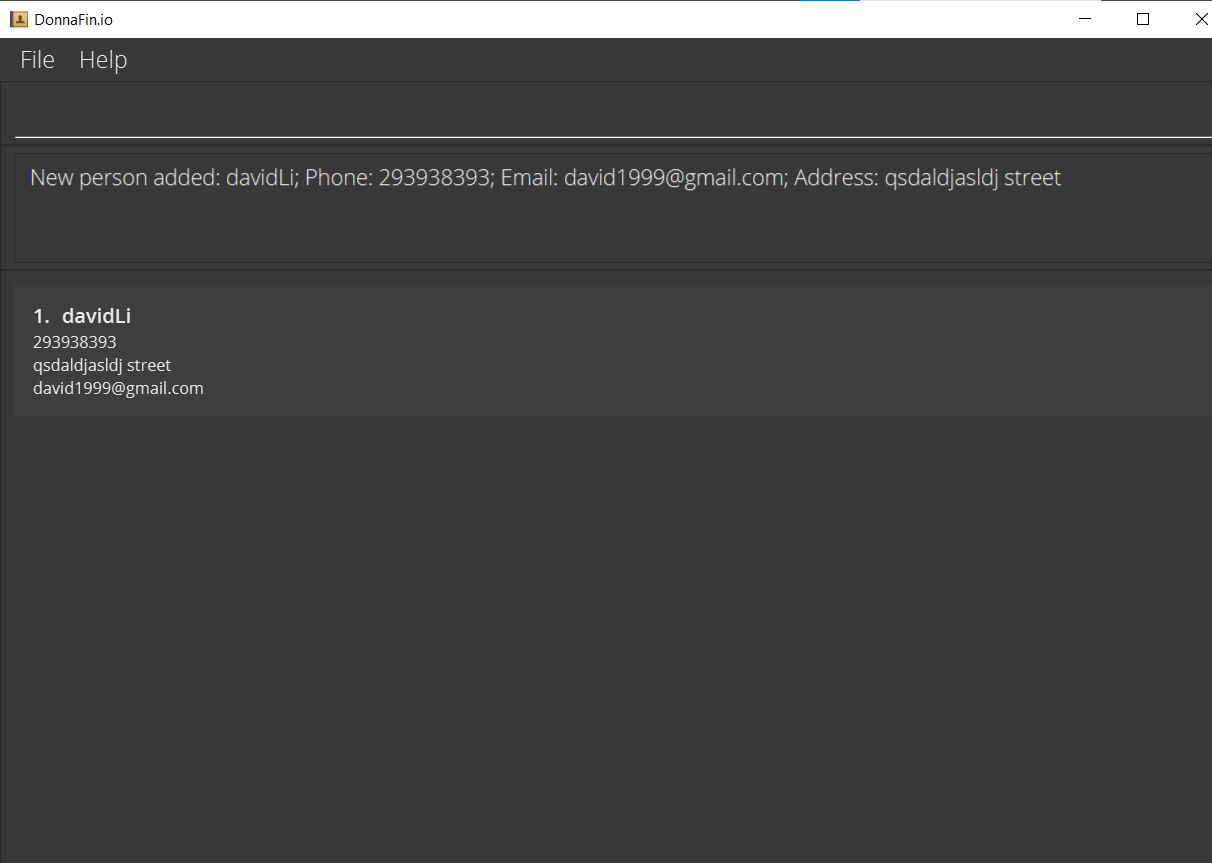 DonnaFin.io
File Help
New person added: davidLi; Phone: 293938393; Email: david1999@gmail.com; Address: qsdaldjasldj street
1. davidLi
293938393
qsdaldjasldj street
david1999@gmail.com